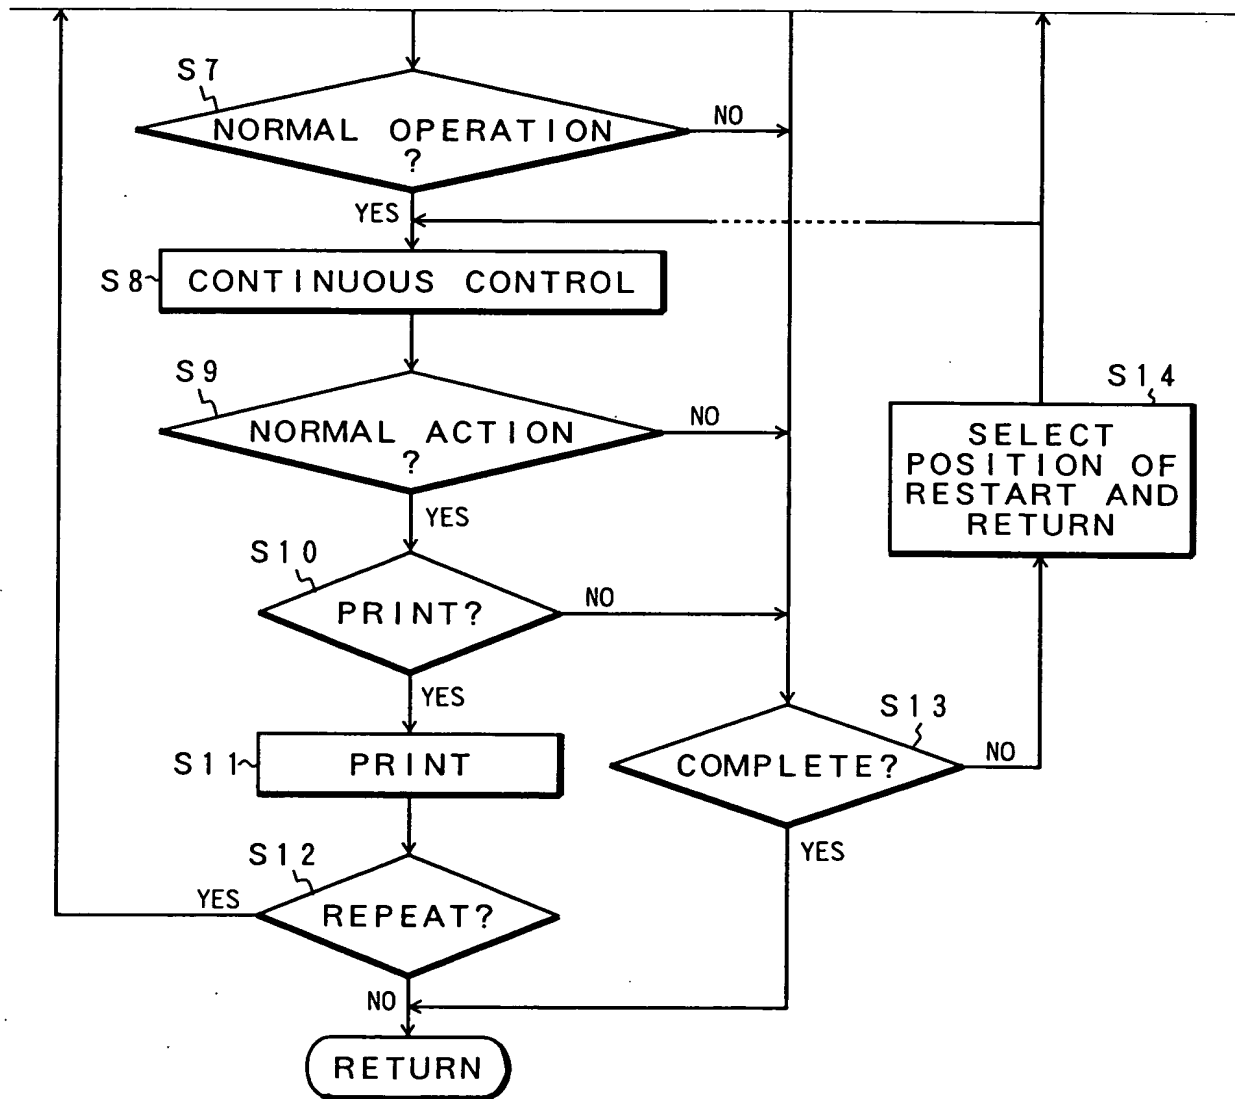 S7
NORMAL OPERATION
?
NO
YES
S8
CONTINUOUS CONTROL
S9
NORMAL ACTION
?
NO
YES
S14
SELECT
POSITION OF
RESTART AND
RETURN
S10
PRINT?
NO
YES
S11
PRINT
S13
COMPLETE?
NO
YES
S12
YES
REPEAT?
NO
RETURN